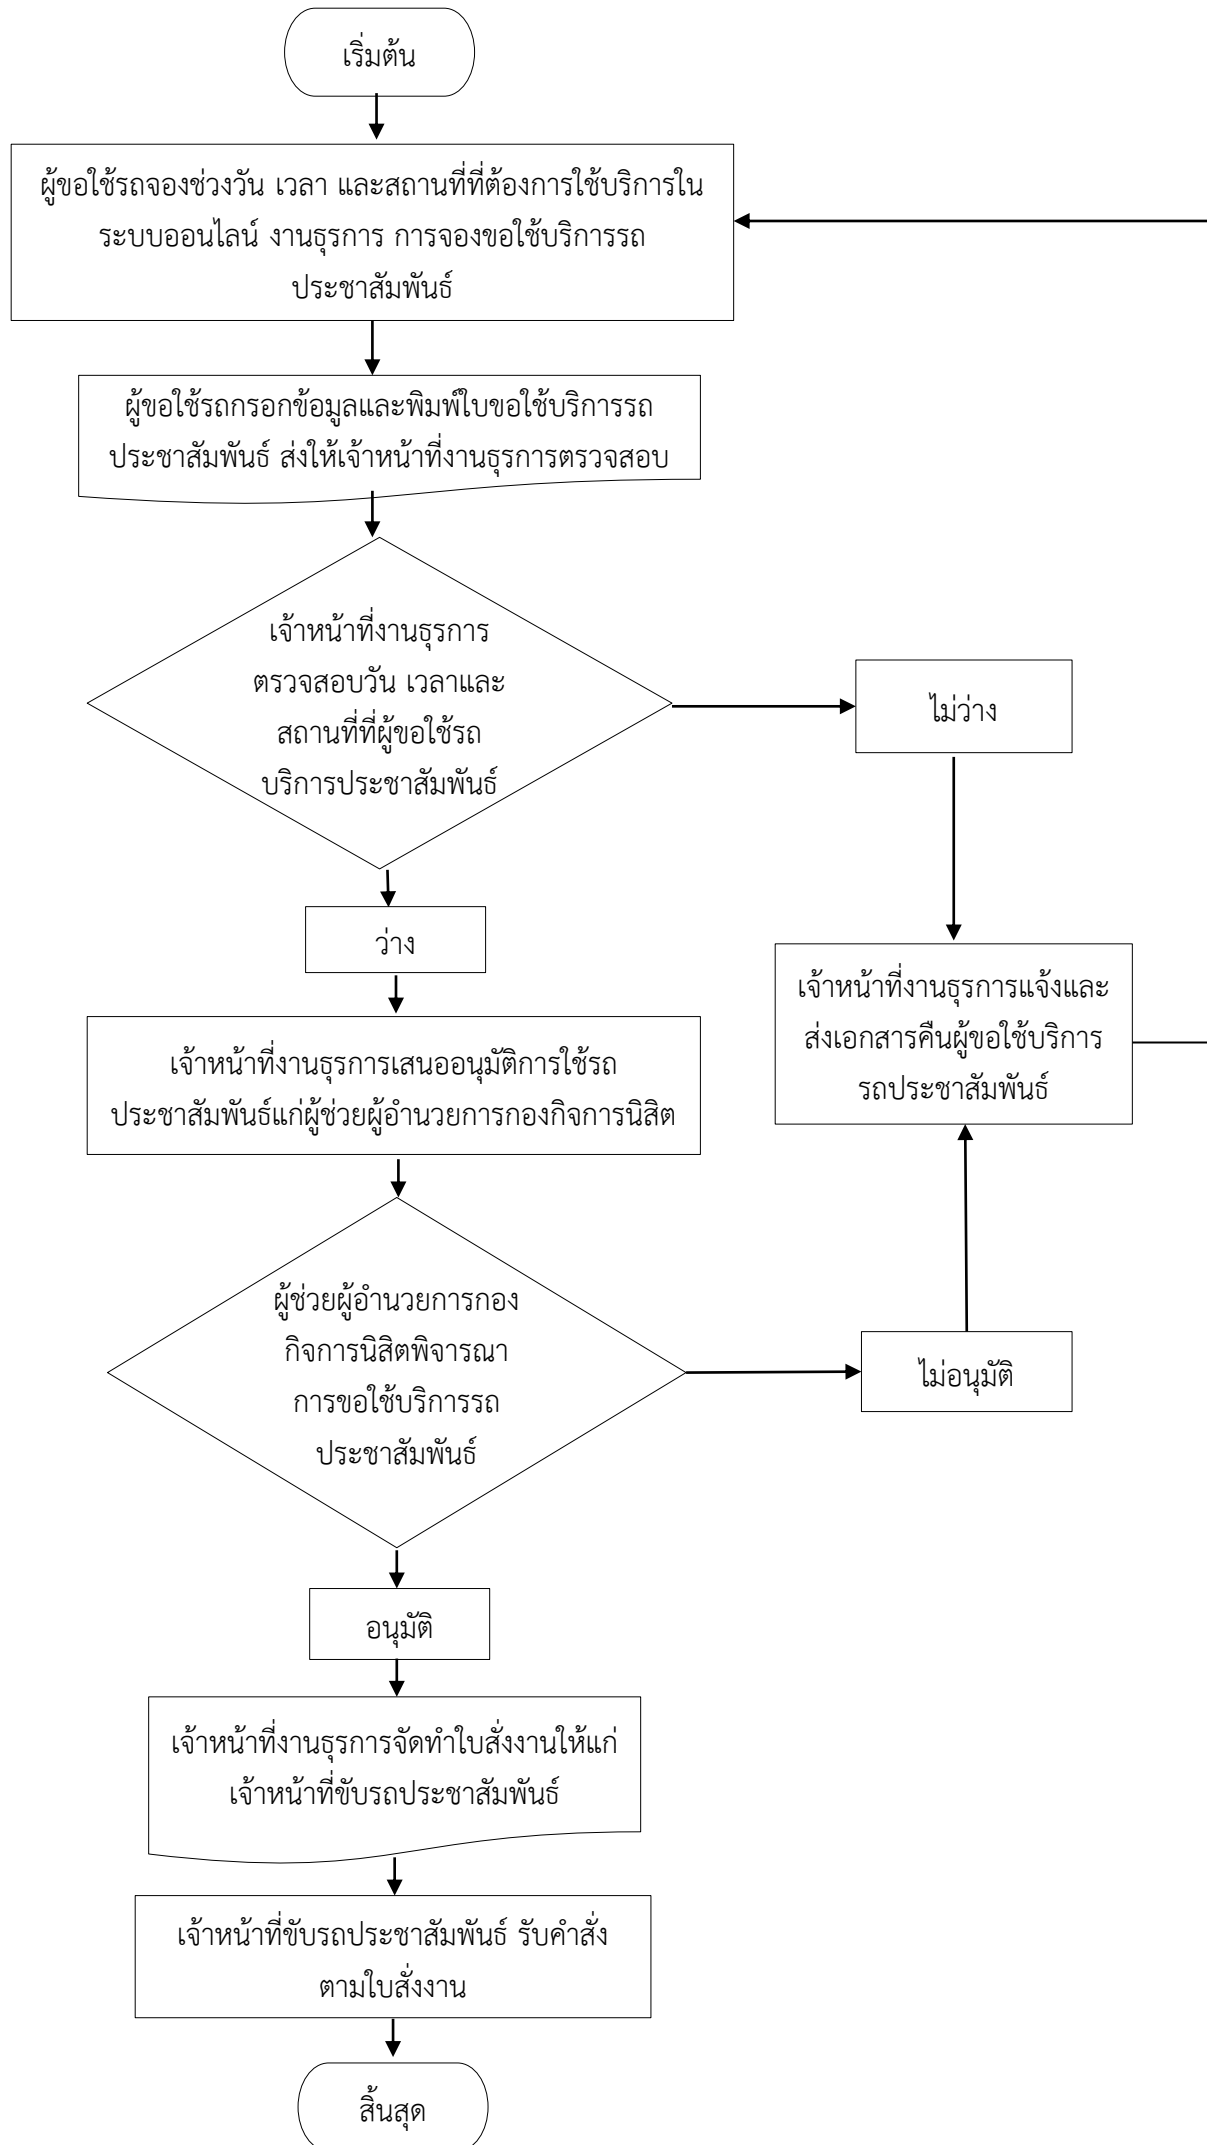 เริ่มต้น
ผู้ขอใช้รถจองช่วงวัน เวลา และสถานที่ที่ต้องการใช้บริการใน
ระบบออนไลน์ งานธุรการ การจองขอใช้บริการรถ
ประชาสัมพันธ์
ผู้ขอใช้รถกรอกข้อมูลและพิมพ์ใบขอใช้บริการรถ
ประชาสัมพันธ์ ส่งให้เจ้าหน้าที่งานธุรการตรวจสอบ
เจ้าหน้าที่งานธุรการ
ตรวจสอบวัน เวลาและ
สถานที่ที่ผู้ขอใช้รถ
บริการประชาสัมพันธ์
ไม่ว่าง
ว่าง
เจ้าหน้าที่งานธุรการแจ้งและ
ส่งเอกสารคืนผู้ขอใช้บริการ
รถประชาสัมพันธ์
เจ้าหน้าที่งานธุรการเสนออนุมัติการใช้รถ
ประชาสัมพันธ์แก่ผู้ช่วยผู้อำนวยการกองกิจการนิสิต
ผู้ช่วยผู้อำนวยการกอง
กิจการนิสิตพิจารณา
การขอใช้บริการรถ
ประชาสัมพันธ์
ไม่อนุมัติ
อนุมัติ
เจ้าหน้าที่งานธุรการจัดทำใบสั่งงานให้แก่
เจ้าหน้าที่ขับรถประชาสัมพันธ์
เจ้าหน้าที่ขับรถประชาสัมพันธ์ รับคำสั่ง
ตามใบสั่งงาน
สิ้นสุด